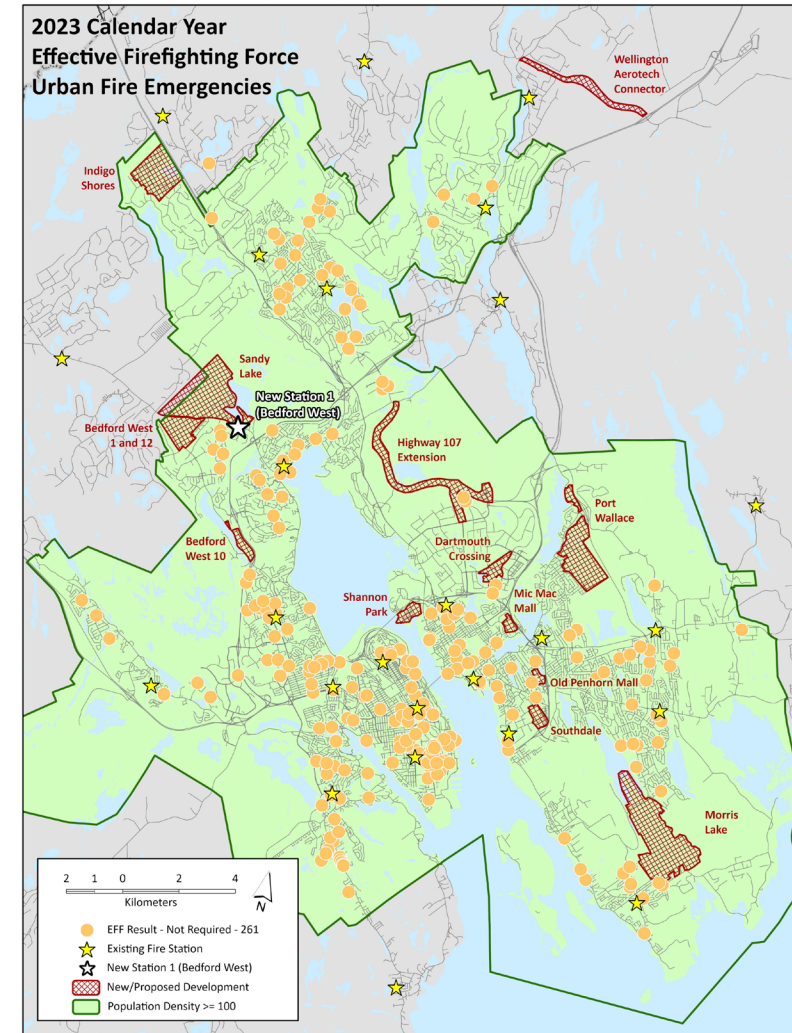 2023 Calendar Year
Effective Firefighting Force
Urban Fire Emergencies
Wellington
Aerotech
Connector
Indigo
Shores
Sandy
Lake
New Station 1
(Bedford West)
Bedford West
1 and 12
Highway 107
Extension
Port
Wallace
Bedford
West 10
Dartmouth
Crossing
Mic Mac
Mall
Shannon
Park
Old Penhorn Mall
Southdale
Morris
Lake
2 1 0 2 4
Kilometers
N
EFF Result - Not Required - 261
Existing Fire Station
New Station 1 (Bedford West)
New/Proposed Development
Population Density >= 100